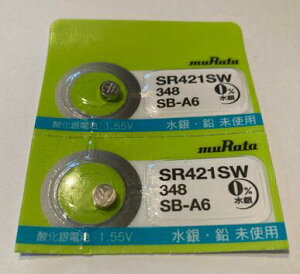 muRata
SR421SW
348
SB-A6
0%
水銀
酸化銀電池 1.55V
水銀・鉛 未使用
muRata
SR421SW
348
SB-A6
0%
水銀
酸化銀電池 1.55V
水銀・鉛 未使用